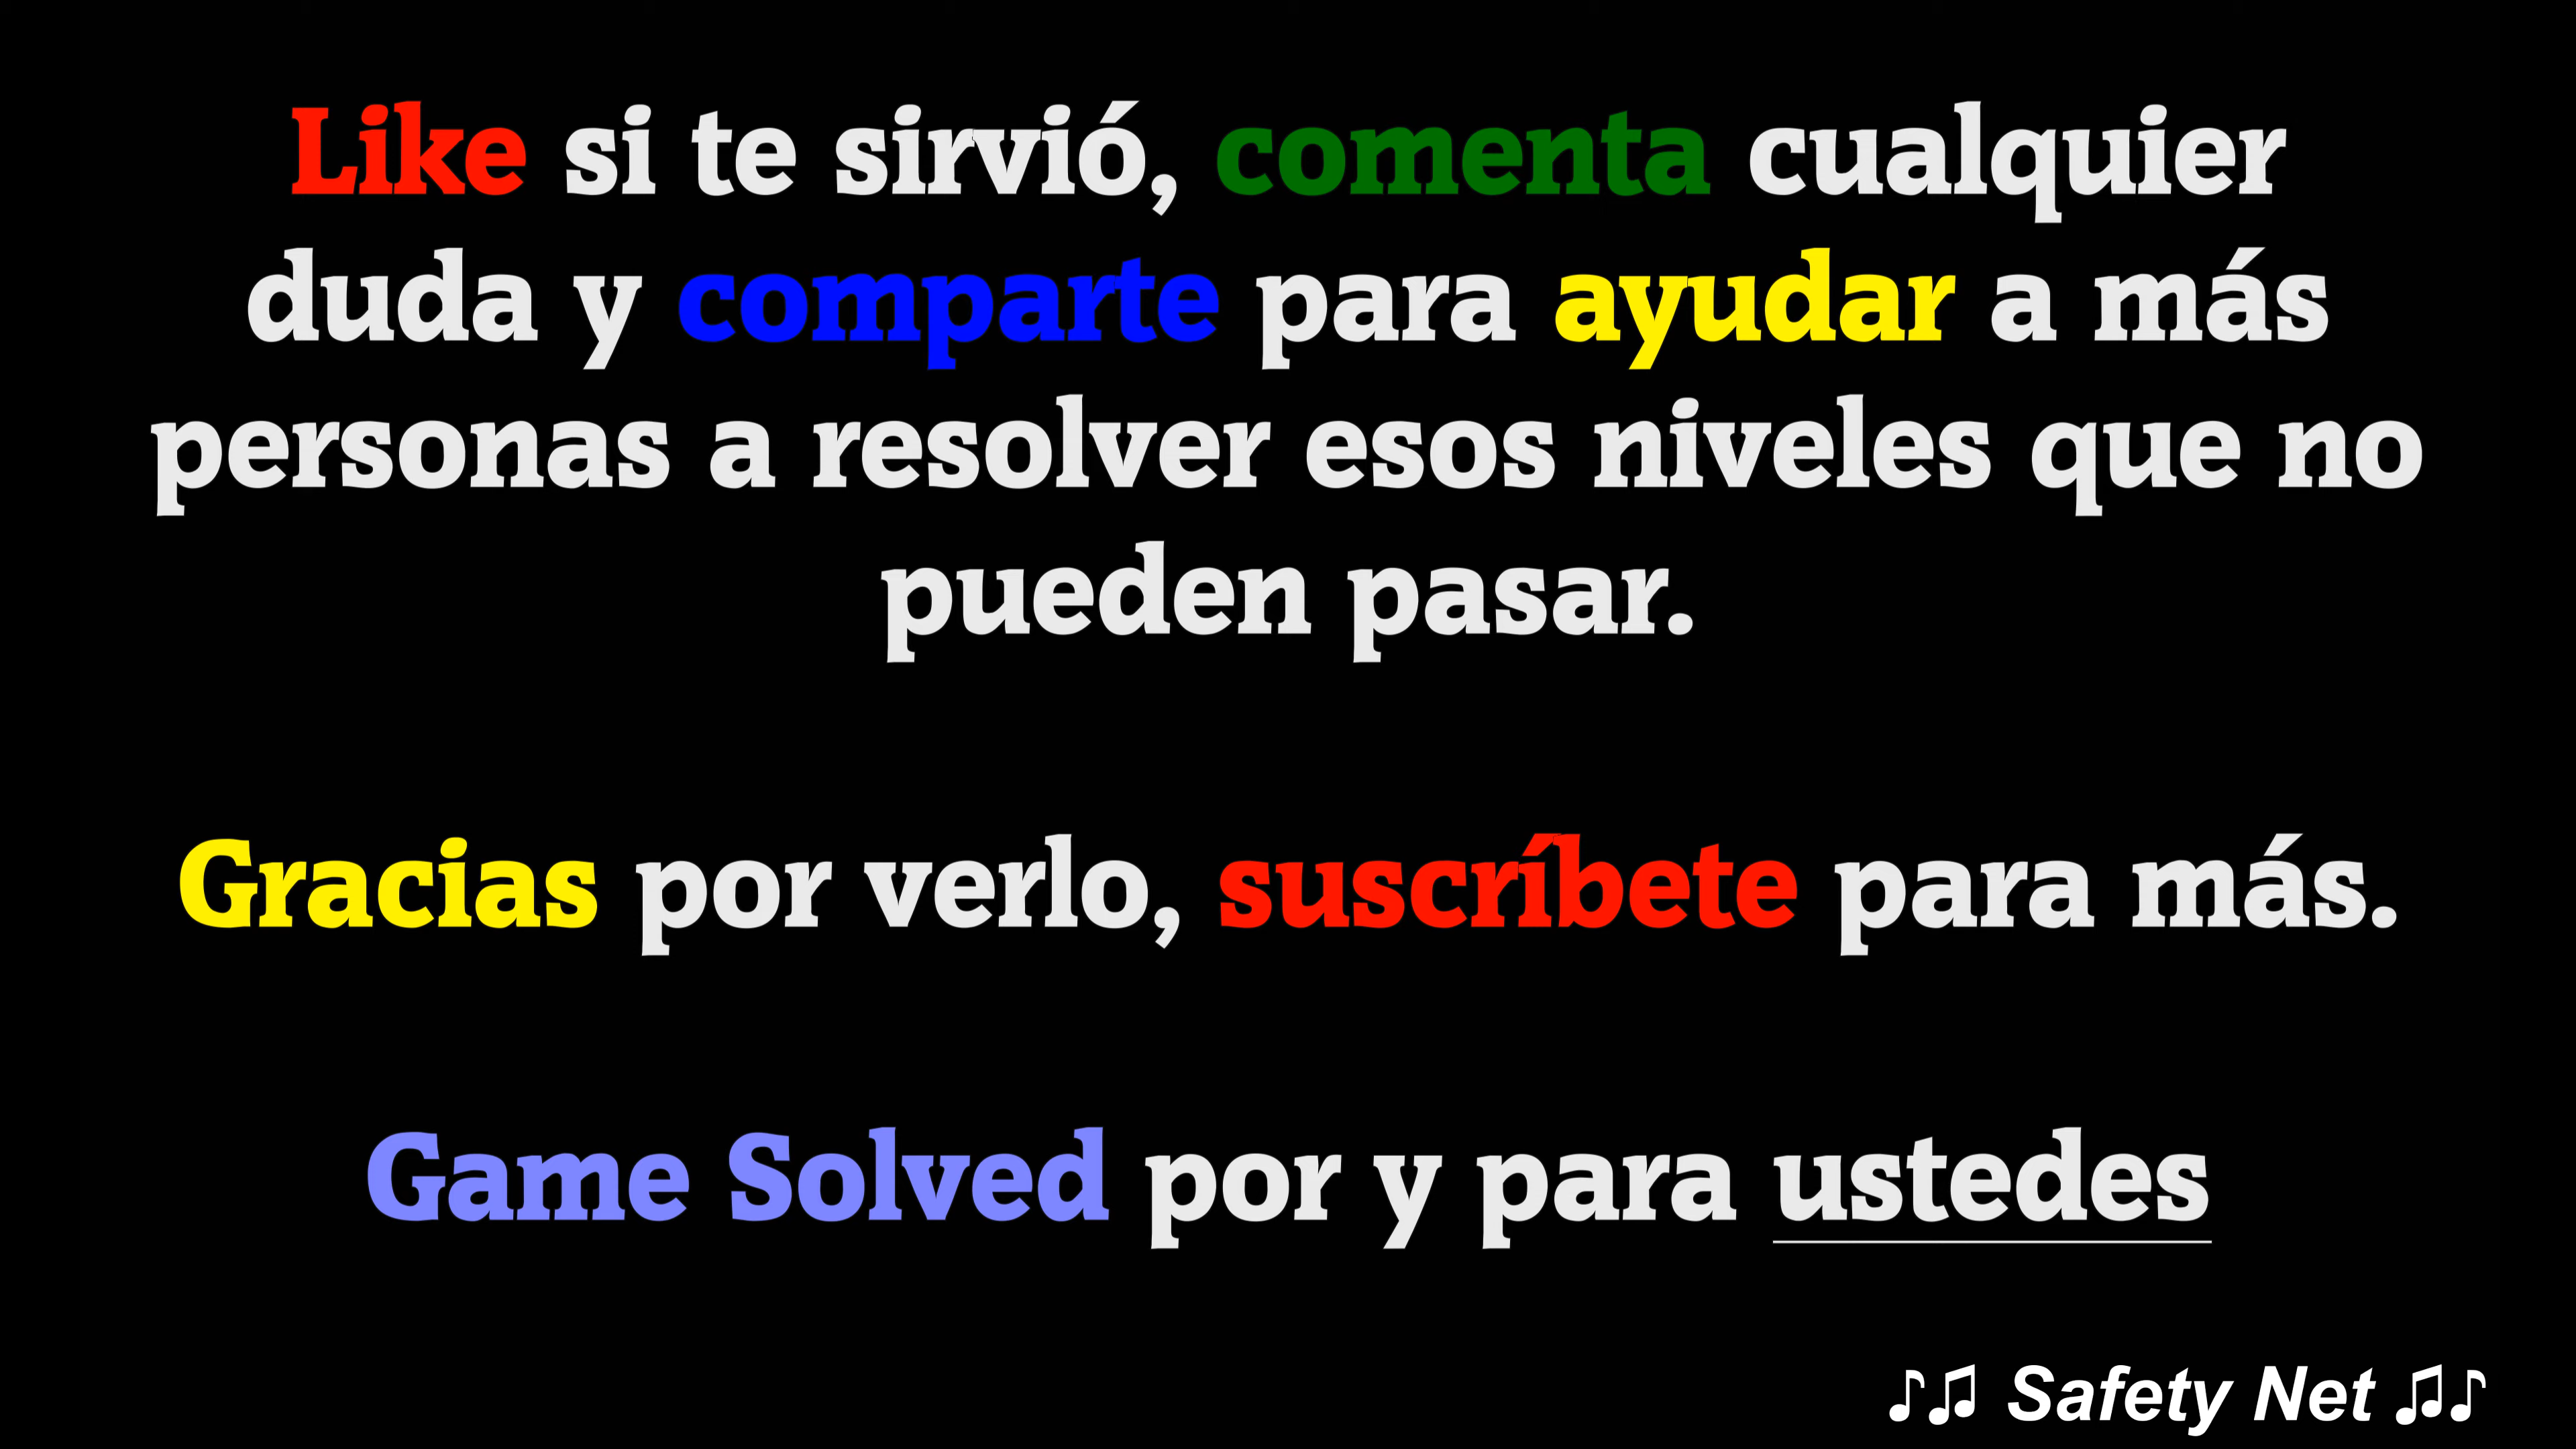 Like si te sirvió, comenta cualquier
duda y comparte para ayudar a más
personas a resolver esos niveles que no
pueden pasar.
Gracias por verlo, suscríbete para más.
Game Solved por y para ustedes
♪♫ Safety Net ♫♪